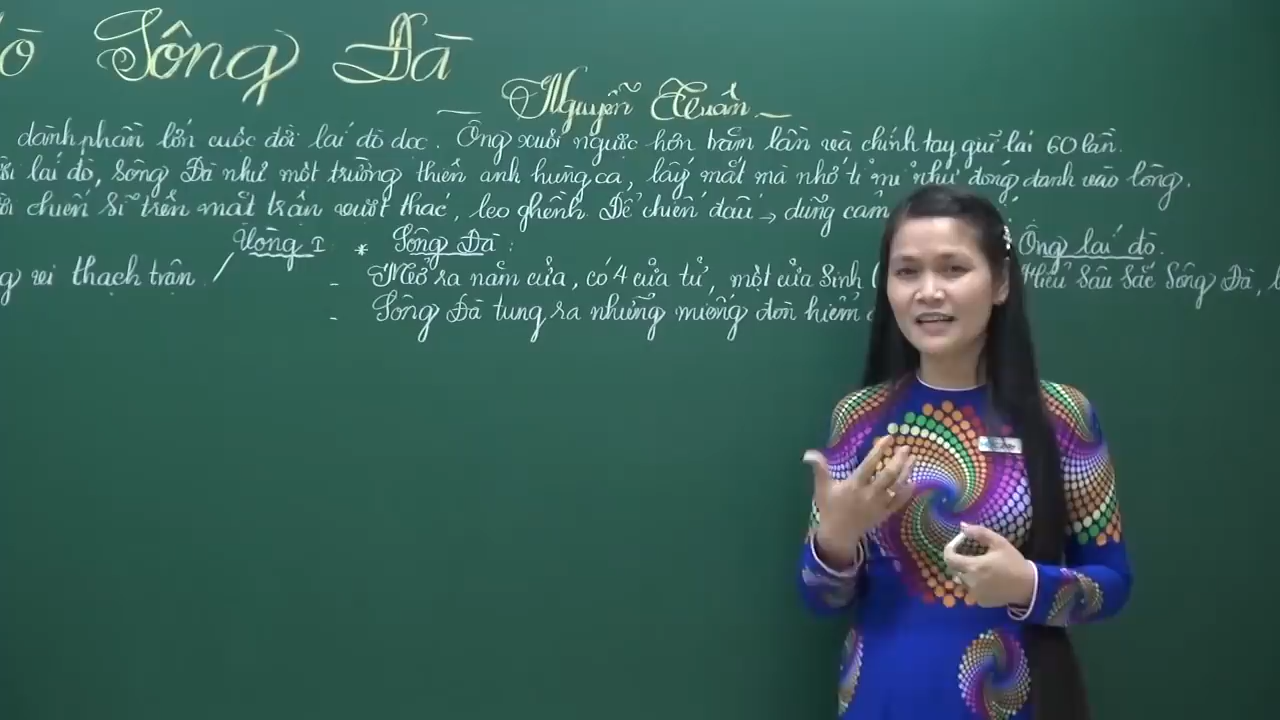 Sông Đà
Nguyễn Tuân
dành phần lớn cuộc đời lái đò dọc. Ông xuôi ngược hơn trăm lần và chính tay giữ lái 60 lần.
lái đò, Sông Đà như một trường thiên anh hùng ca, lấy mắt mà nhớ tỉ mỉ như đóng đanh vào lòng.
chiến sĩ trên mặt trận vượt thác, leo ghềnh. Để chiến đấu → dũng cảm
Vòng I * Sông Đà: Ông lái đò.
vi thạch trận - Mở ra năm cửa, có 4 cửa tử, một cửa Sinh Hiểu sâu sắc Sông Đà,
- Sông Đà tung ra những miếng đòn hiểm